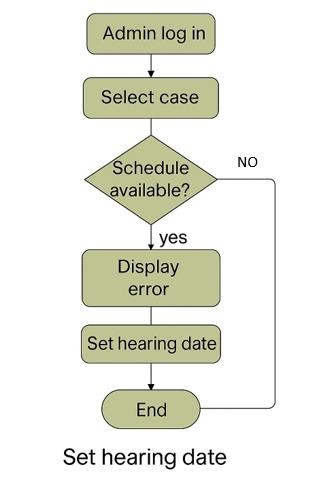 Admin log in
Select case
Schedule
available?
NO
yes
Display
error
Set hearing date
End
Set hearing date